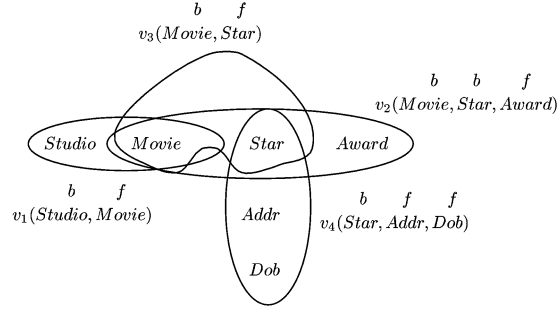 b f
v₃(Movie, Star)
b b f
v₂(Movie, Star, Award)
Studio Movie Star Award
b f
v₁(Studio, Movie)
b f f
v₄(Star, Addr, Dob)
Addr
Dob